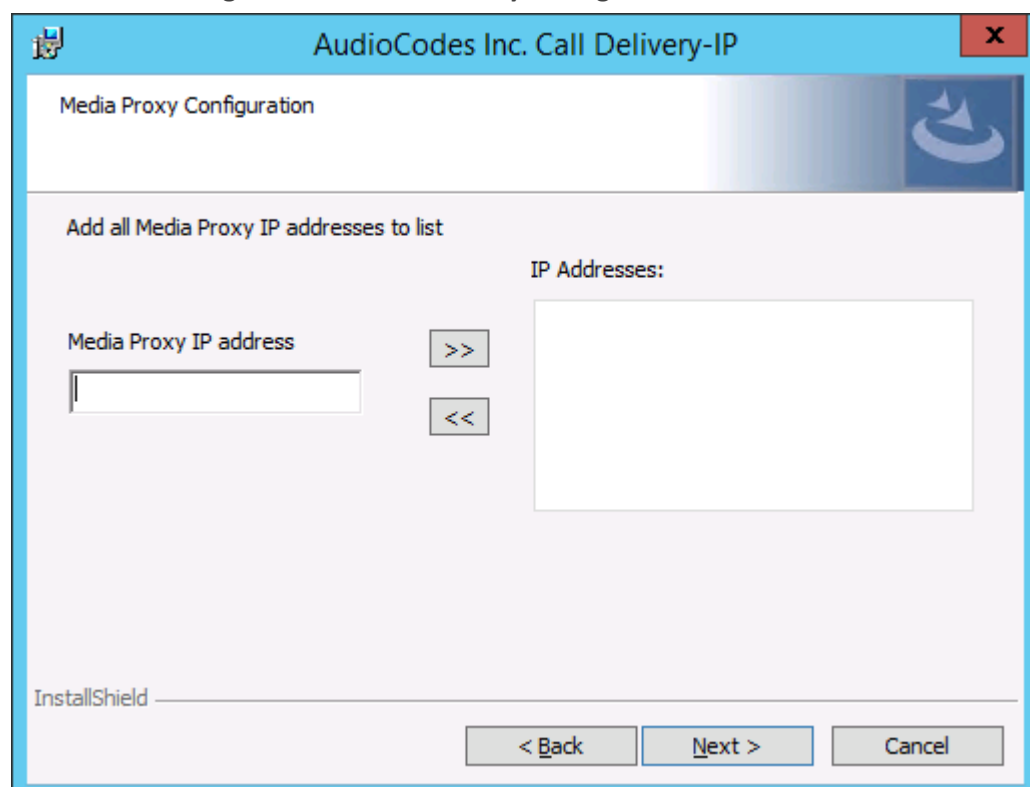 AudioCodes Inc. Call Delivery-IP
x
Media Proxy Configuration
Add all Media Proxy IP addresses to list
IP Addresses:
Media Proxy IP address
>>
<<
InstallShield
< Back
Next >
Cancel